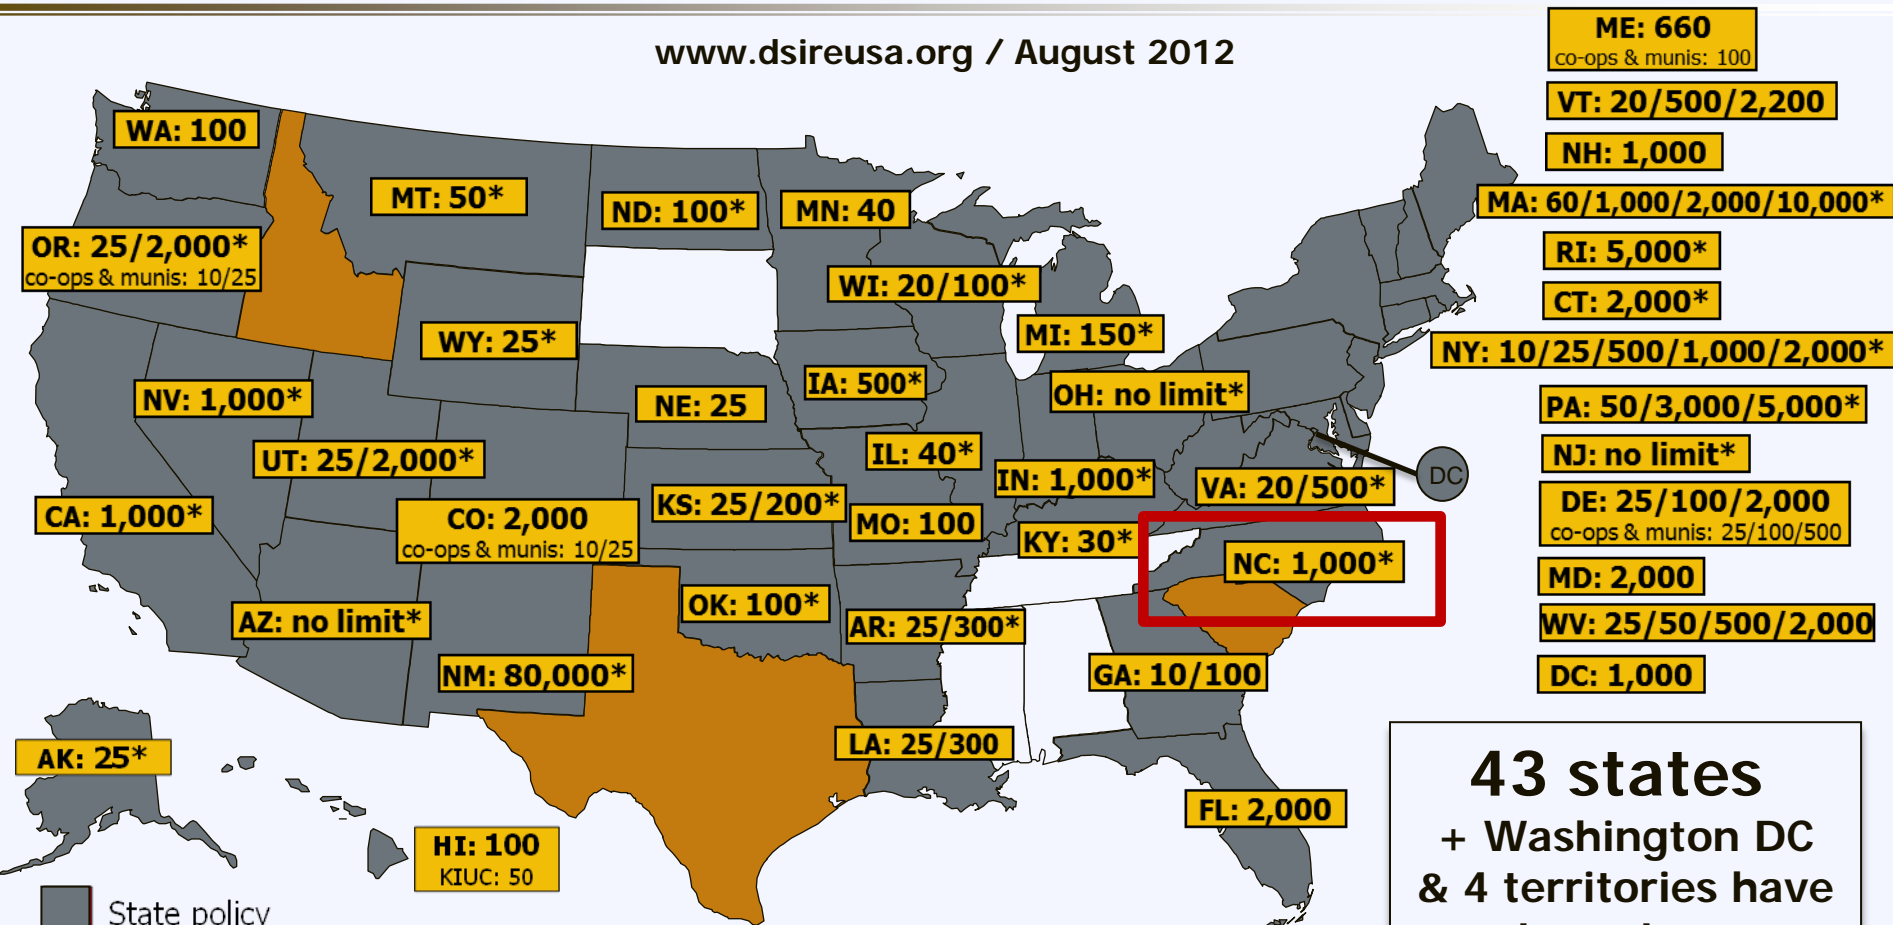 www.dsireusa.org / August 2012
ME: 660
co-ops & munis: 100
VT: 20/500/2,200
NH: 1,000
MA: 60/1,000/2,000/10,000*
RI: 5,000*
CT: 2,000*
NY: 10/25/500/1,000/2,000*
PA: 50/3,000/5,000*
NJ: no limit*
DE: 25/100/2,000
co-ops & munis: 25/100/500
MD: 2,000
WV: 25/50/500/2,000
DC: 1,000
WA: 100
MT: 50*
ND: 100*
MN: 40
OR: 25/2,000*
co-ops & munis: 10/25
WI: 20/100*
MI: 150*
WY: 25*
IA: 500*
OH: no limit*
NV: 1,000*
NE: 25
UT: 25/2,000*
IL: 40*
IN: 1,000*
VA: 20/500*
DC
CA: 1,000*
CO: 2,000
co-ops & munis: 10/25
KS: 25/200*
MO: 100
KY: 30*
NC: 1,000*
AZ: no limit*
OK: 100*
AR: 25/300*
NM: 80,000*
GA: 10/100
LA: 25/300
AK: 25*
FL: 2,000
HI: 100
KIUC: 50
State policy
43 states
+ Washington DC
& 4 territories have